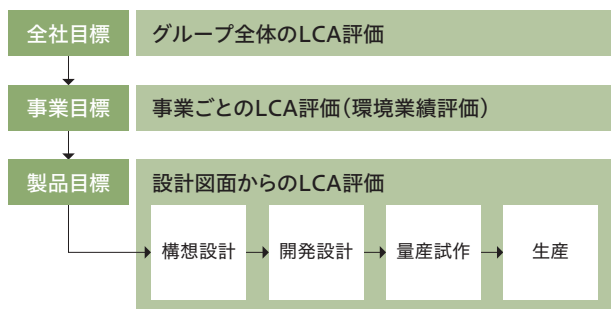 全社目標
グループ全体のLCA評価
事業目標
事業ごとのLCA評価（環境業績評価）
製品目標
設計図面からのLCA評価
構想設計
開発設計
量産試作
生産